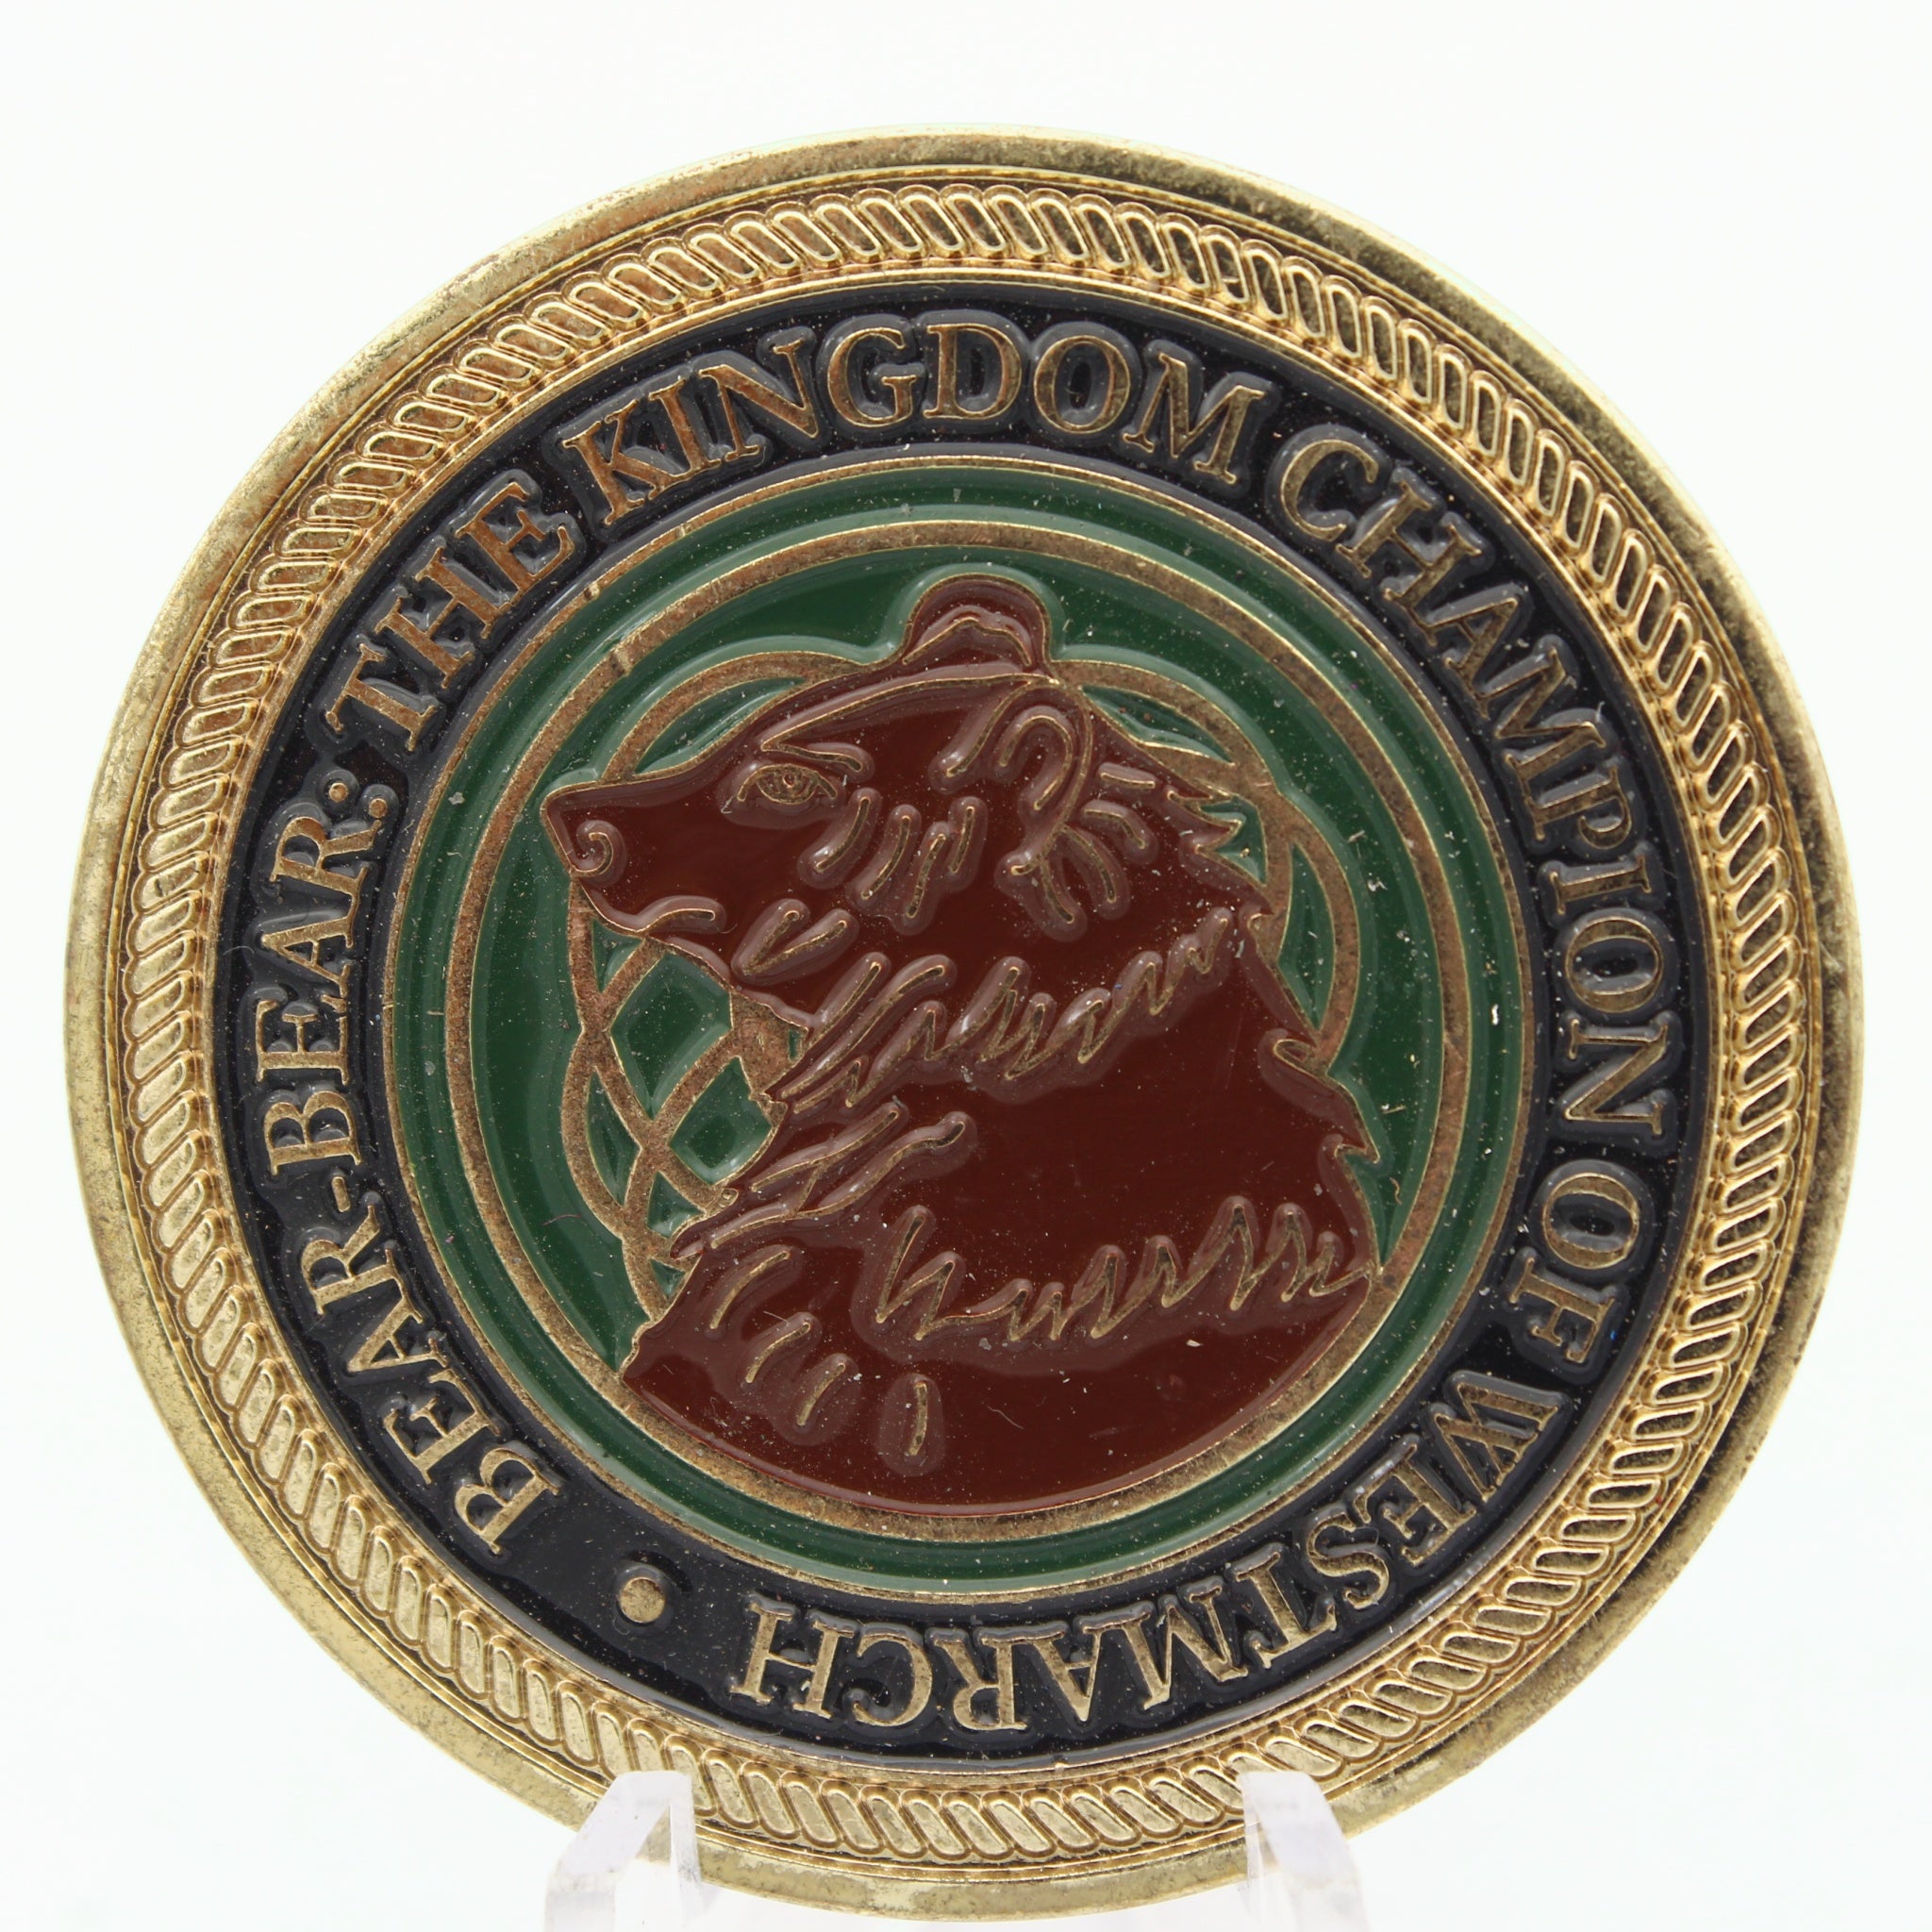 BEAR-BEAR: THE KINGDOM CHAMPION OF WESTMARCH •